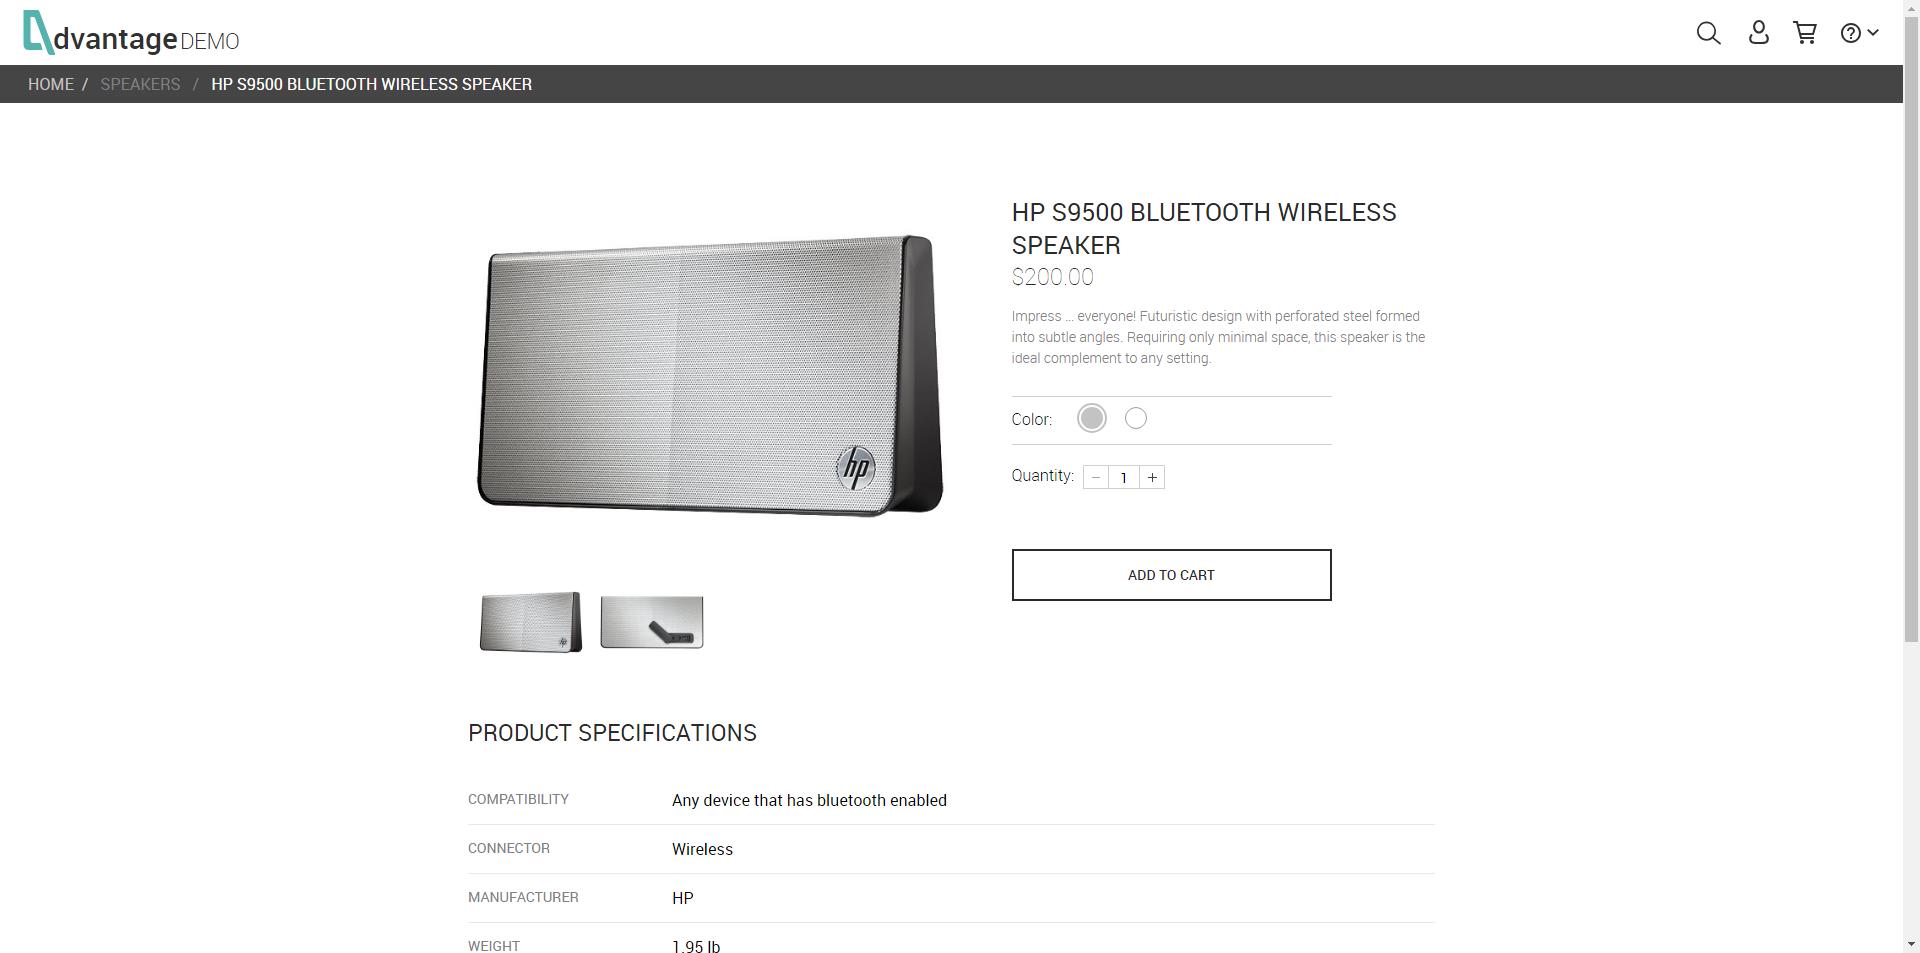 dvantage DEMO
HOME / SPEAKERS / HP S9500 BLUETOOTH WIRELESS SPEAKER
HP S9500 BLUETOOTH WIRELESS
SPEAKER
$200.00
Impress ... everyone! Futuristic design with perforated steel formed
into subtle angles. Requiring only minimal space, this speaker is the
ideal complement to any setting.
Color:
Quantity: − 1 +
ADD TO CART
hp
PRODUCT SPECIFICATIONS
COMPATIBILITY Any device that has bluetooth enabled
CONNECTOR Wireless
MANUFACTURER HP
WEIGHT 1.95 lb